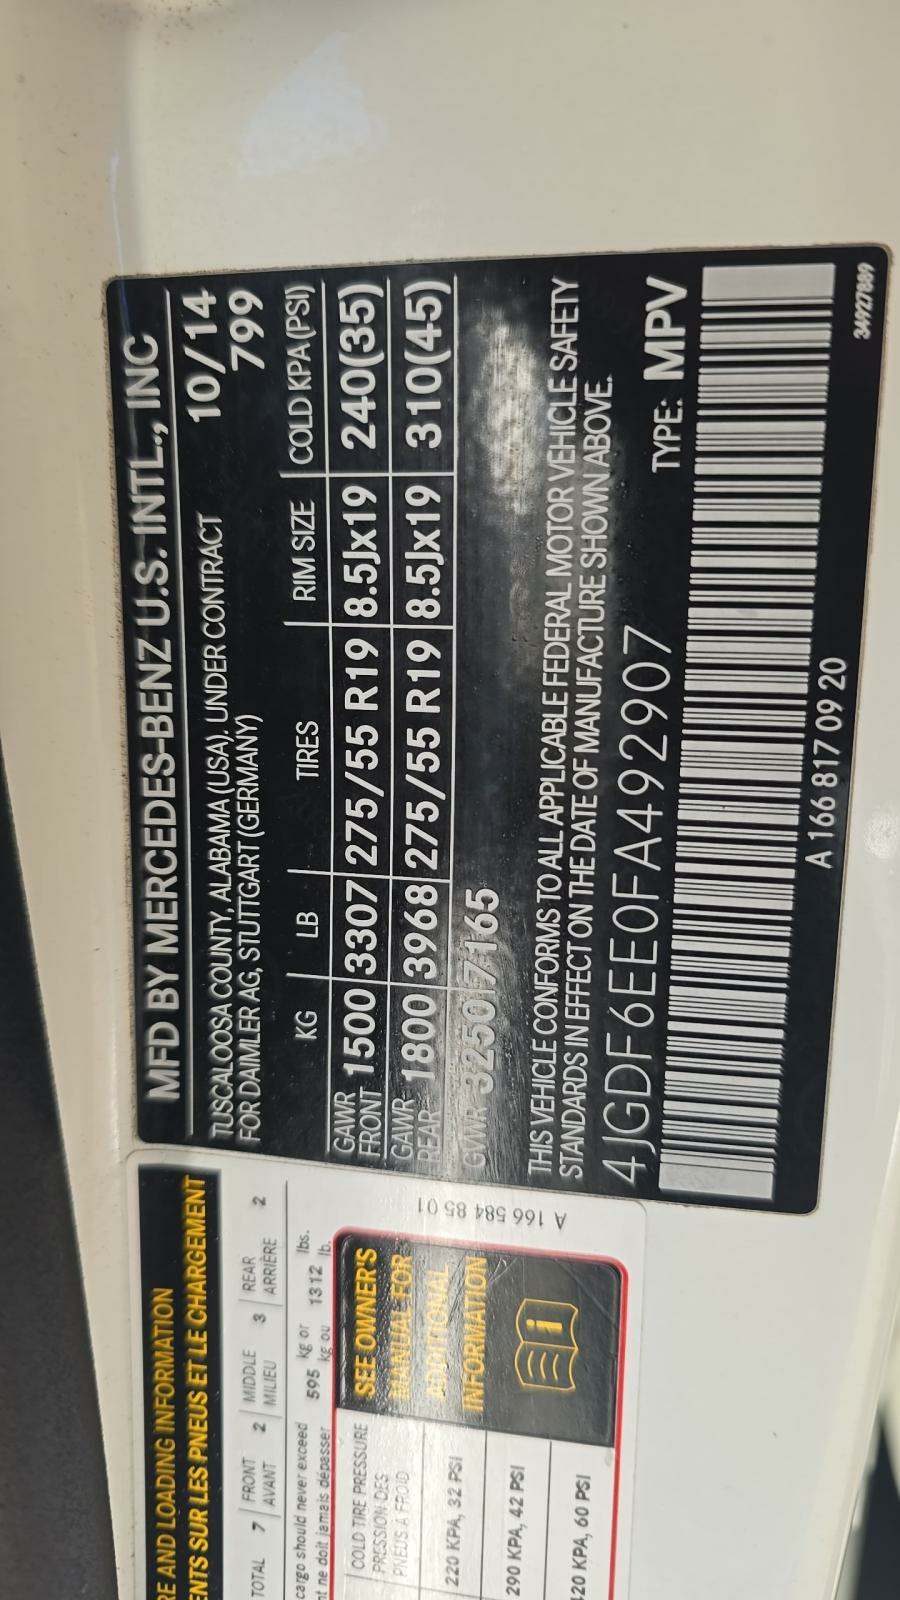 MFD BY MERCEDES-BENZ U.S. INTL., INC
TUSCALOOSA COUNTY, ALABAMA (USA), UNDER CONTRACT 10/14
FOR DAIMLER AG, STUTTGART (GERMANY) 799
KG LB TIRES RIM SIZE COLD KPA (PSI)
GAWR FRONT 1500 3307 275/55 R19 8.5Jx19 240(35)
GAWR REAR 1800 3968 275/55 R19 8.5Jx19 310(45)
GVWR 3250 7165
THIS VEHICLE CONFORMS TO ALL APPLICABLE FEDERAL MOTOR VEHICLE SAFETY
STANDARDS IN EFFECT ON THE DATE OF MANUFACTURE SHOWN ABOVE.
4JGDF6EE0FA492907 TYPE: MPV
A 166 817 09 20
34927889
AND LOADING INFORMATION
SUR LES PNEUS ET LE CHARGEMENT
TOTAL 7 FRONT AVANT 2 MIDDLE MILIEU 3 REAR ARRIÈRE 2
cargo should never exceed 595 kg or 1312 lbs.
ne doit jamais dépasser kg ou lb.
COLD TIRE PRESSURE
PRESSION DES
PNEUS À FROID
220 KPA, 32 PSI
290 KPA, 42 PSI
KPA, 60 PSI
SEE OWNER'S
MANUAL FOR
ADDITIONAL
INFORMATION
A 166 584 85 01